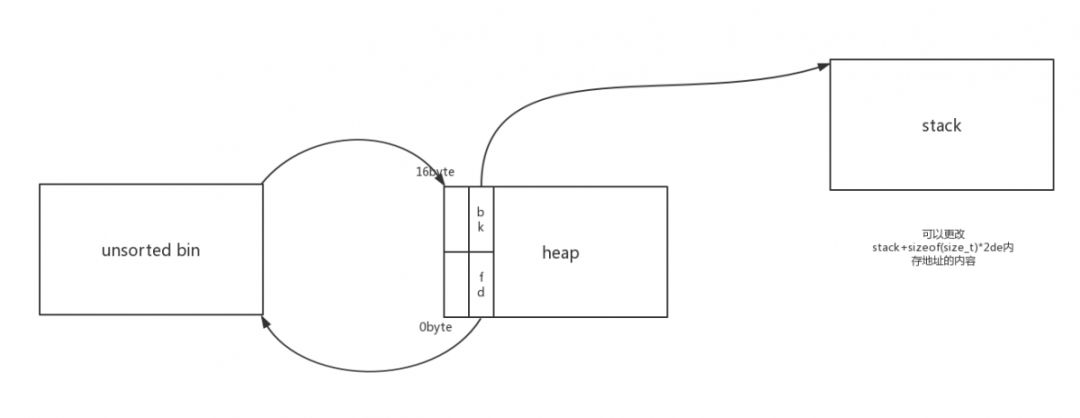 stack
16byte
b
k
unsorted bin
heap
f
d
0byte
可以更改
stack+sizeof(size_t)*2de内
存地址的内容